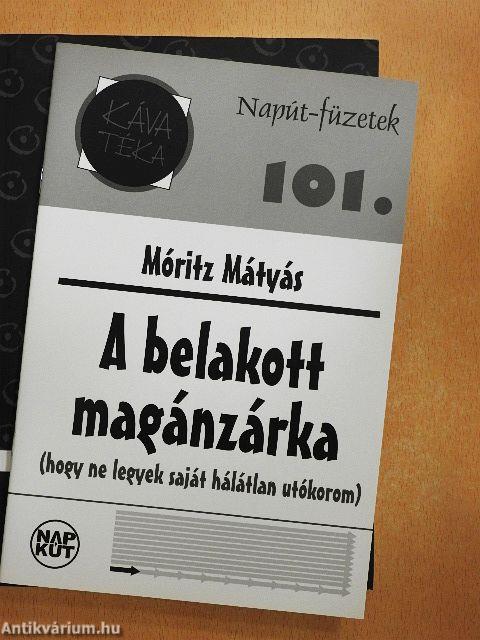 KÁVA
TÉKA
Napút-füzetek
101.
Móritz Mátyás
A belakott
magánzárka
(hogy ne legyek saját hálátlan utókorom)
NAP
KÚT
Antikvárium.hu